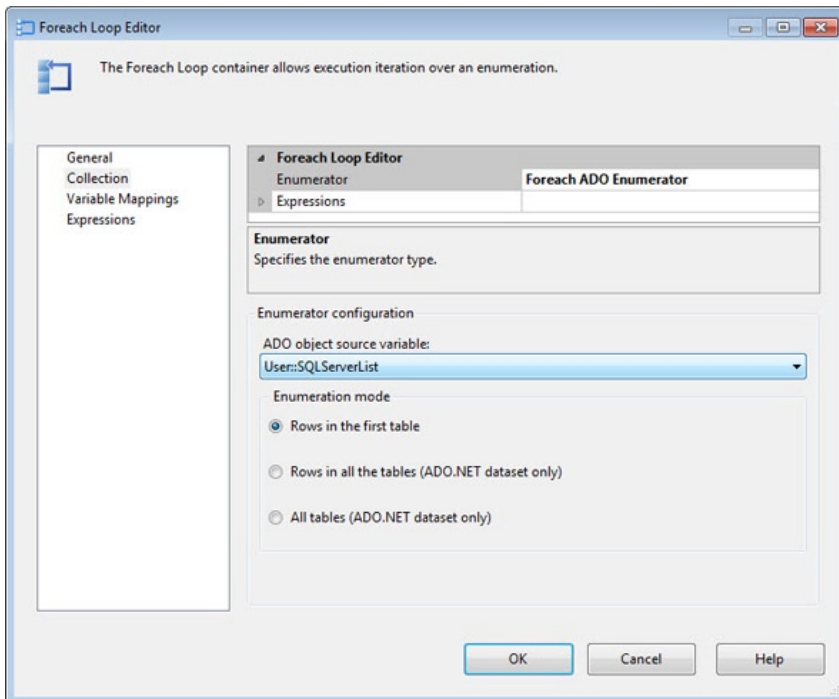 Foreach Loop Editor
The Foreach Loop container allows execution iteration over an enumeration.
General
Collection
Variable Mappings
Expressions
Foreach Loop Editor
Enumerator Foreach ADO Enumerator
Expressions
Enumerator
Specifies the enumerator type.
Enumerator configuration
ADO object source variable:
User::SQLServerList
Enumeration mode
Rows in the first table
Rows in all the tables (ADO.NET dataset only)
All tables (ADO.NET dataset only)
OK Cancel Help